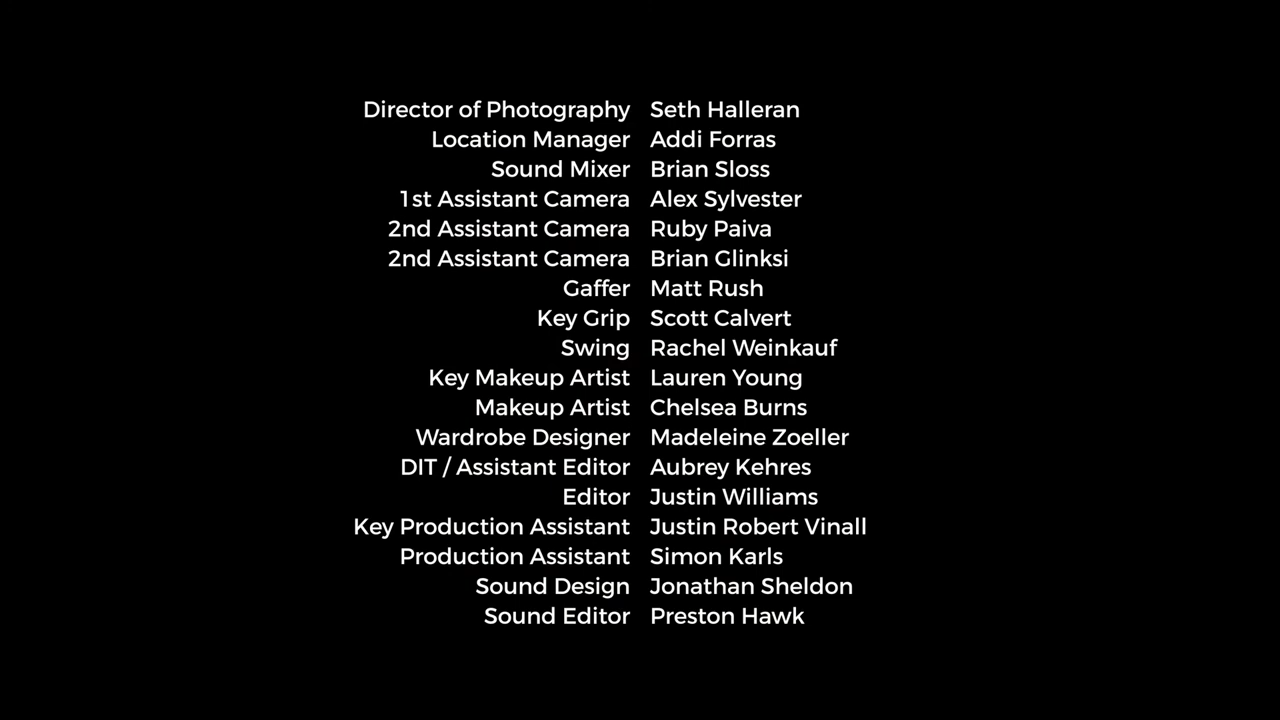 Director of Photography Seth Halleran
Location Manager Addi Forras
Sound Mixer Brian Sloss
1st Assistant Camera Alex Sylvester
2nd Assistant Camera Ruby Paiva
2nd Assistant Camera Brian Glinksi
Gaffer Matt Rush
Key Grip Scott Calvert
Swing Rachel Weinkauf
Key Makeup Artist Lauren Young
Makeup Artist Chelsea Burns
Wardrobe Designer Madeleine Zoeller
DIT / Assistant Editor Aubrey Kehres
Editor Justin Williams
Key Production Assistant Justin Robert Vinall
Production Assistant Simon Karls
Sound Design Jonathan Sheldon
Sound Editor Preston Hawk